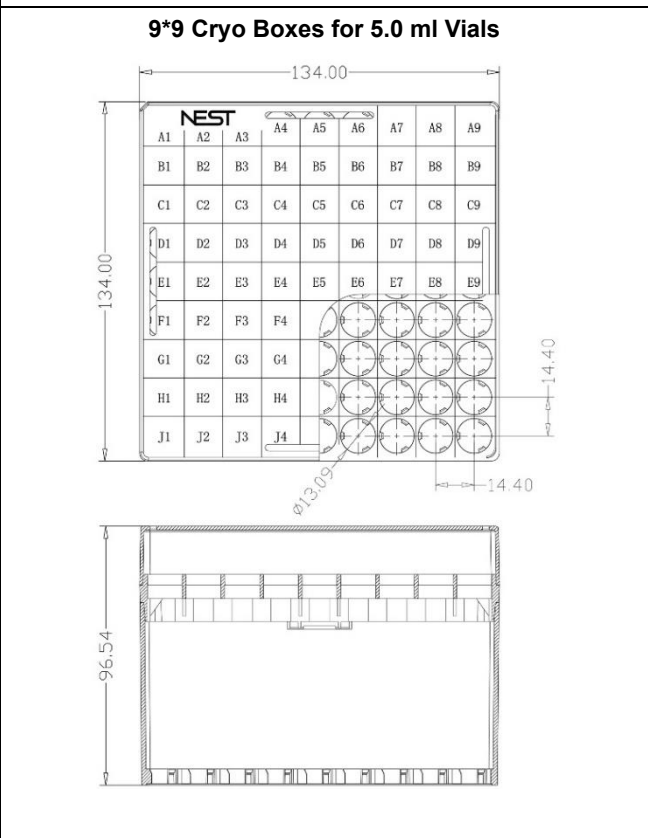 9*9 Cryo Boxes for 5.0 ml Vials
134.00
NEST
A1 A2 A3 A4 A5 A6 A7 A8 A9
B1 B2 B3 B4 B5 B6 B7 B8 B9
C1 C2 C3 C4 C5 C6 C7 C8 C9
134.00
D1 D2 D3 D4 D5 D6 D7 D8 D9
E1 E2 E3 E4 E5 E6 E7 E8 E9
F1 F2 F3 F4
G1 G2 G3 G4
14.40
H1 H2 H3 H4
J1 J2 J3 J4
ø13.09
14.40
96.54